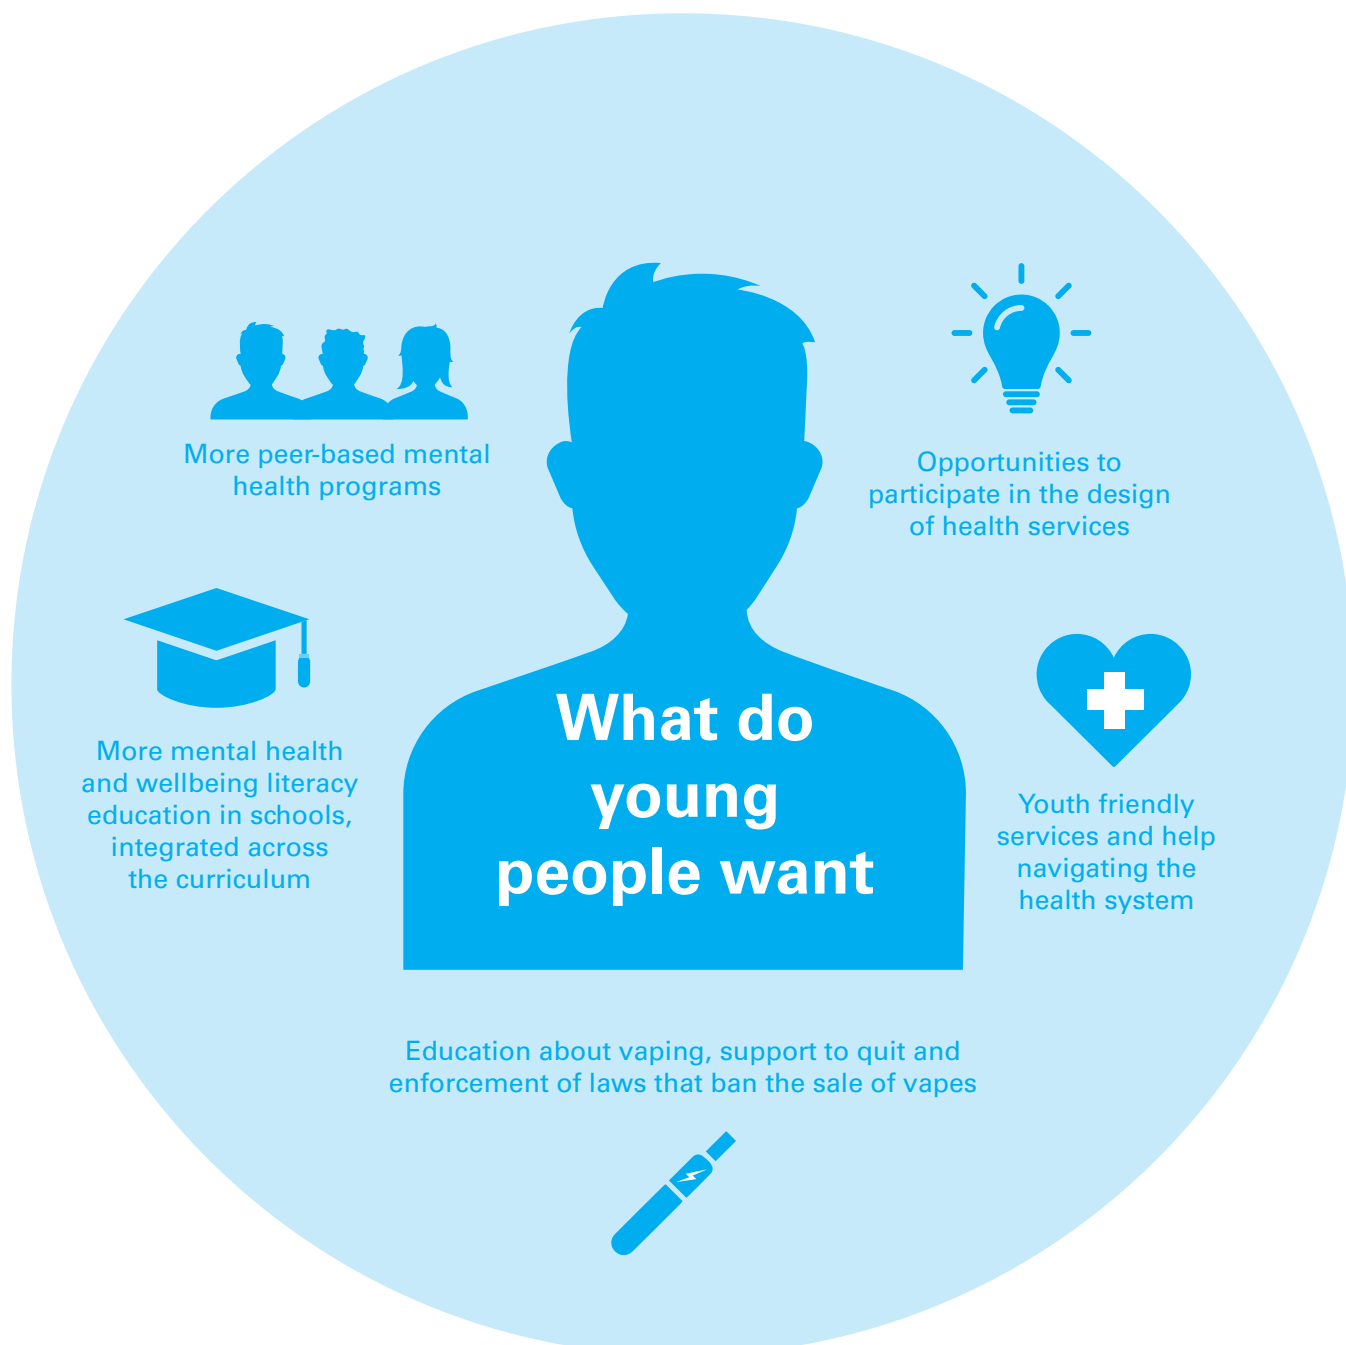 More peer-based mental
health programs
Opportunities to
participate in the design
of health services
More mental health
and wellbeing literacy
education in schools,
integrated across
the curriculum
What do
young
people want
Youth friendly
services and help
navigating the
health system
Education about vaping, support to quit and
enforcement of laws that ban the sale of vapes